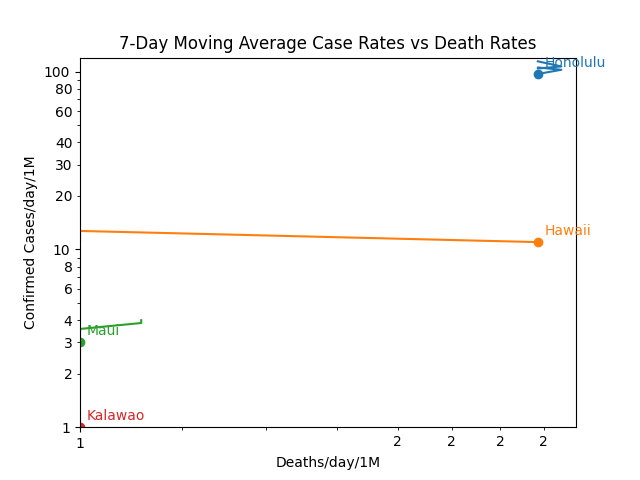 7-Day Moving Average Case Rates vs Death Rates
Confirmed Cases/day/1M
100
80
60
40
30
20
10
8
6
4
3
2
1
Honolulu
Hawaii
Maui
Kalawao
1 2 2 2 2
Deaths/day/1M